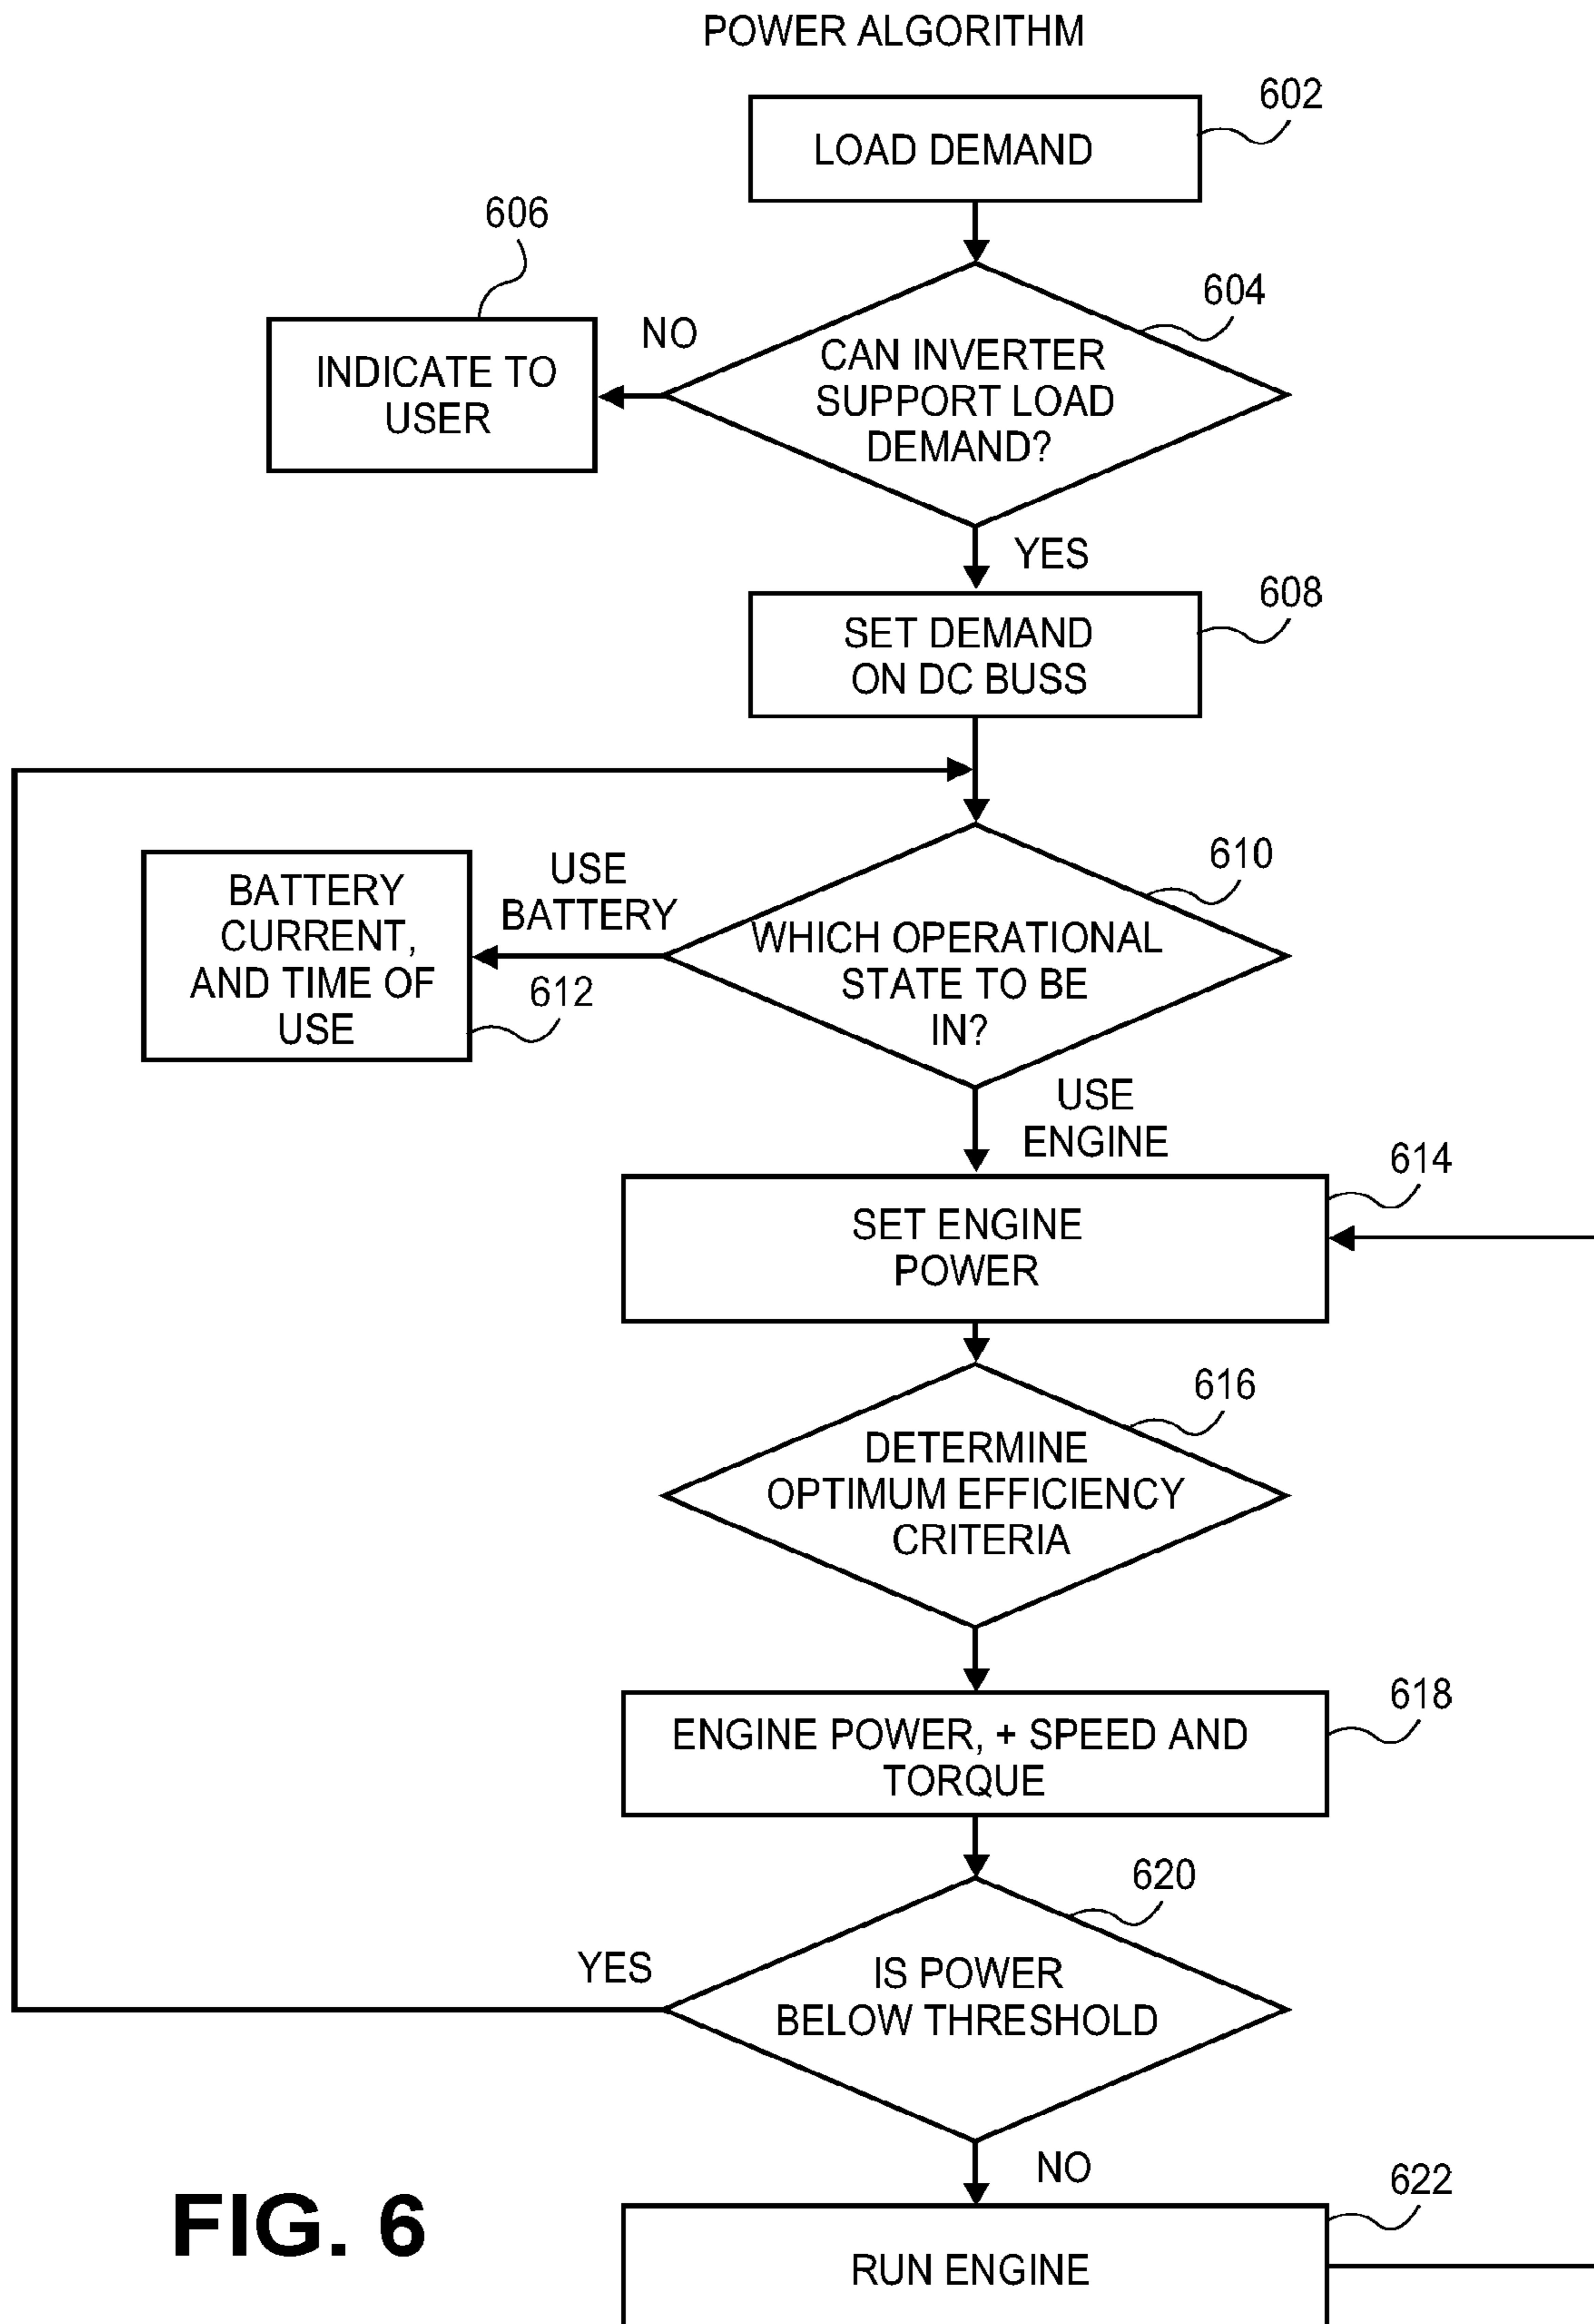 POWER ALGORITHM
602
LOAD DEMAND
606
604
NO
INDICATE TO
USER
CAN INVERTER
SUPPORT LOAD
DEMAND?
YES
608
SET DEMAND
ON DC BUSS
610
USE
BATTERY
BATTERY
CURRENT,
AND TIME OF
USE
612
WHICH OPERATIONAL
STATE TO BE
IN?
USE
ENGINE
614
SET ENGINE
POWER
616
DETERMINE
OPTIMUM EFFICIENCY
CRITERIA
618
ENGINE POWER, + SPEED AND
TORQUE
620
YES
IS POWER
BELOW THRESHOLD
NO
622
RUN ENGINE
FIG. 6